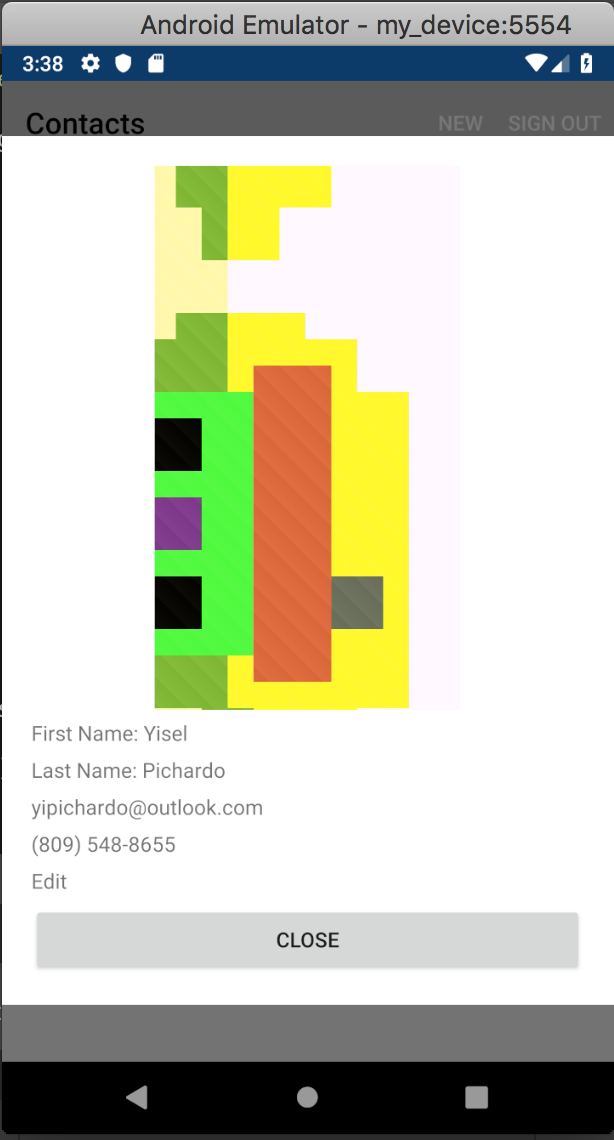 Android Emulator - my_device:5554
3:38
Contacts NEW SIGN OUT
First Name: Yisel
Last Name: Pichardo
yipichardo@outlook.com
(809) 548-8655
Edit
CLOSE